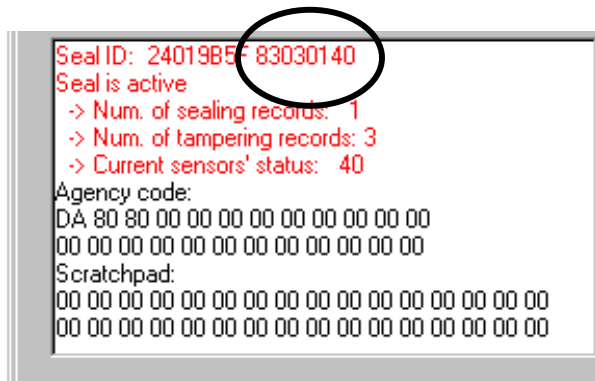 Seal ID: 24019B5F 83030140
Seal is active
-> Num. of sealing records: 1
-> Num. of tampering records: 3
-> Current sensors' status: 40
Agency code:
DA 80 80 00 00 00 00 00 00 00 00 00 00
00 00 00 00 00 00 00 00 00 00 00 00 00
Scratchpad:
00 00 00 00 00 00 00 00 00 00 00 00 00 00 00 00
00 00 00 00 00 00 00 00 00 00 00 00 00 00 00 00